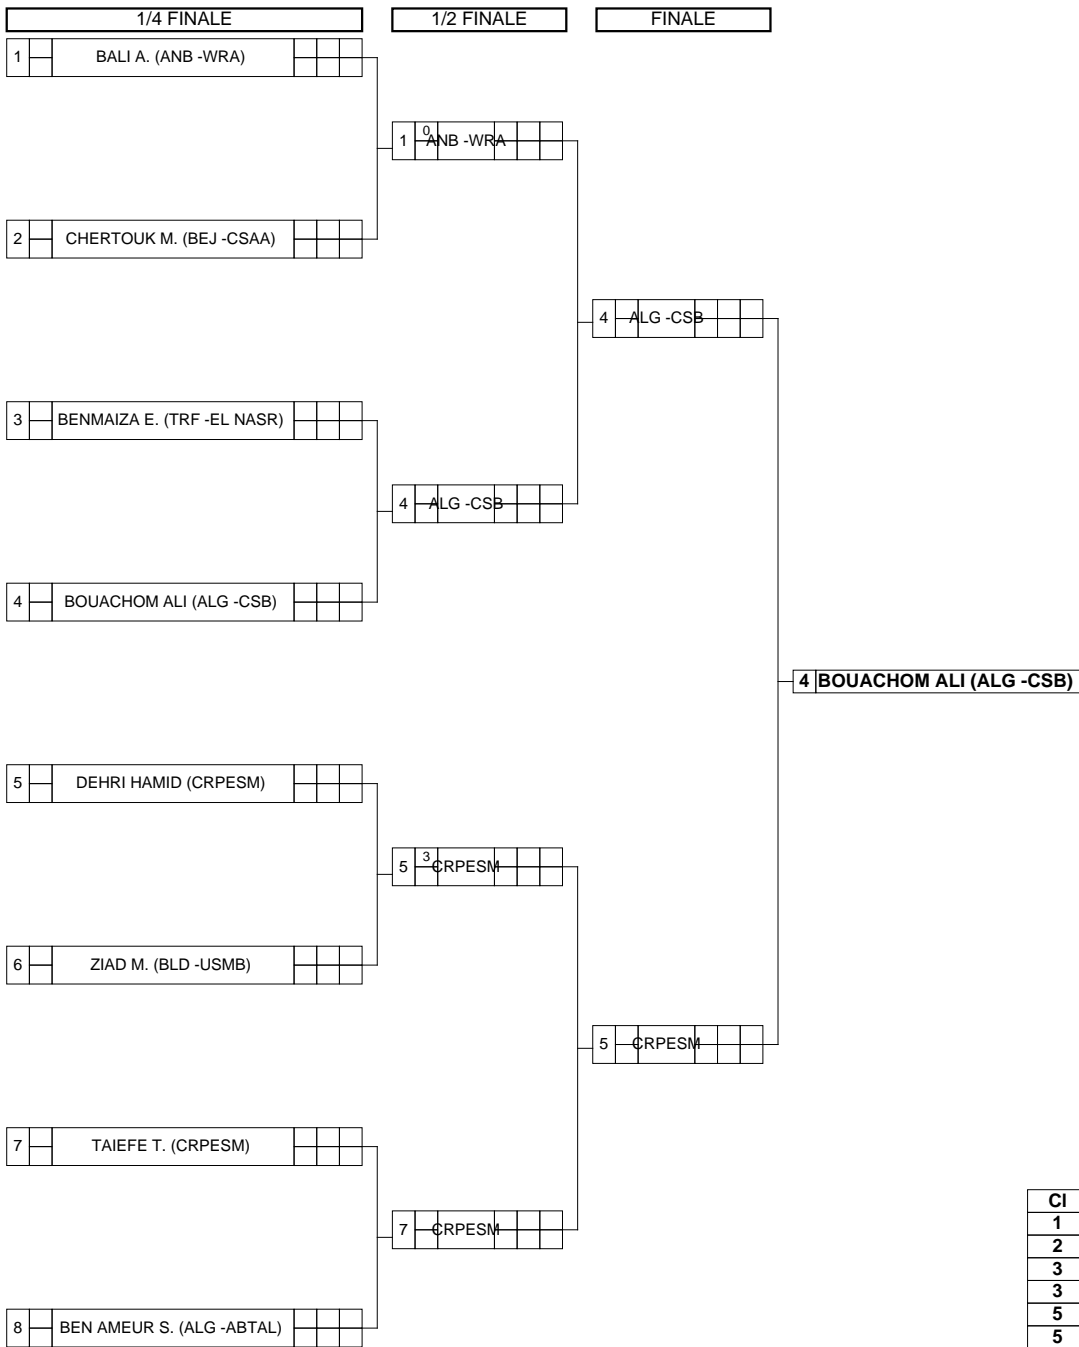 1/4 FINALE 1/2 FINALE FINALE
1 BALI A. (ANB -WRA)
1 0 ANB -WRA
2 CHERTOUK M. (BEJ -CSAA)
4 ALG -CSB
3 BENMAIZA E. (TRF -EL NASR)
4 ALG -CSB
4 BOUACHOM ALI (ALG -CSB)
4 BOUACHOM ALI (ALG -CSB)
5 DEHRI HAMID (CRPESM)
5 3 CRPESM
6 ZIAD M. (BLD -USMB)
5 CRPESM
7 TAIEFE T. (CRPESM)
7 CRPESM
8 BEN AMEUR S. (ALG -ABTAL)
Cl
1
2
3
3
5
5